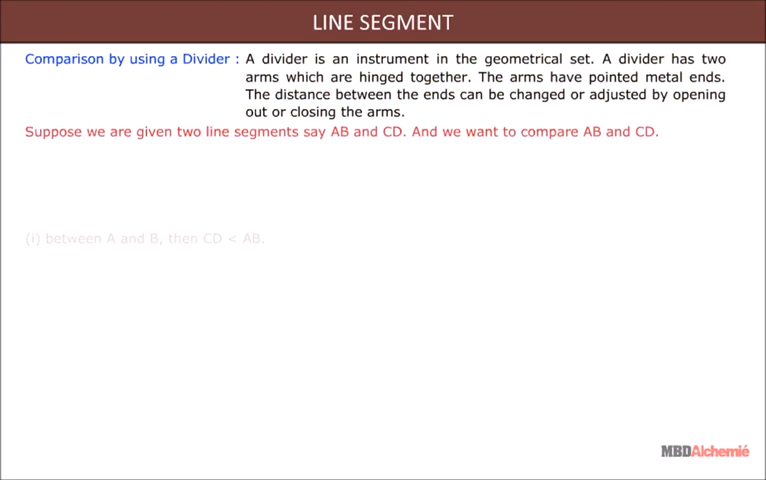 LINE SEGMENT
Comparison by using a Divider : A divider is an instrument in the geometrical set. A divider has two
arms which are hinged together. The arms have pointed metal ends.
The distance between the ends can be changed or adjusted by opening
out or closing the arms.
Suppose we are given two line segments say AB and CD. And we want to compare AB and CD.
(i) between A and B, then CD < AB.
MBDAlchemié